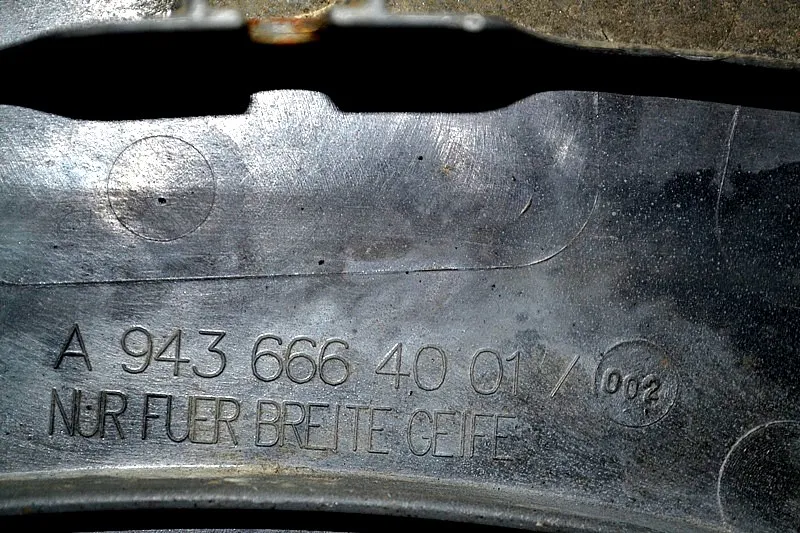 A 943 666 40 01 / 002
NUR FUER BREITE GEIFE